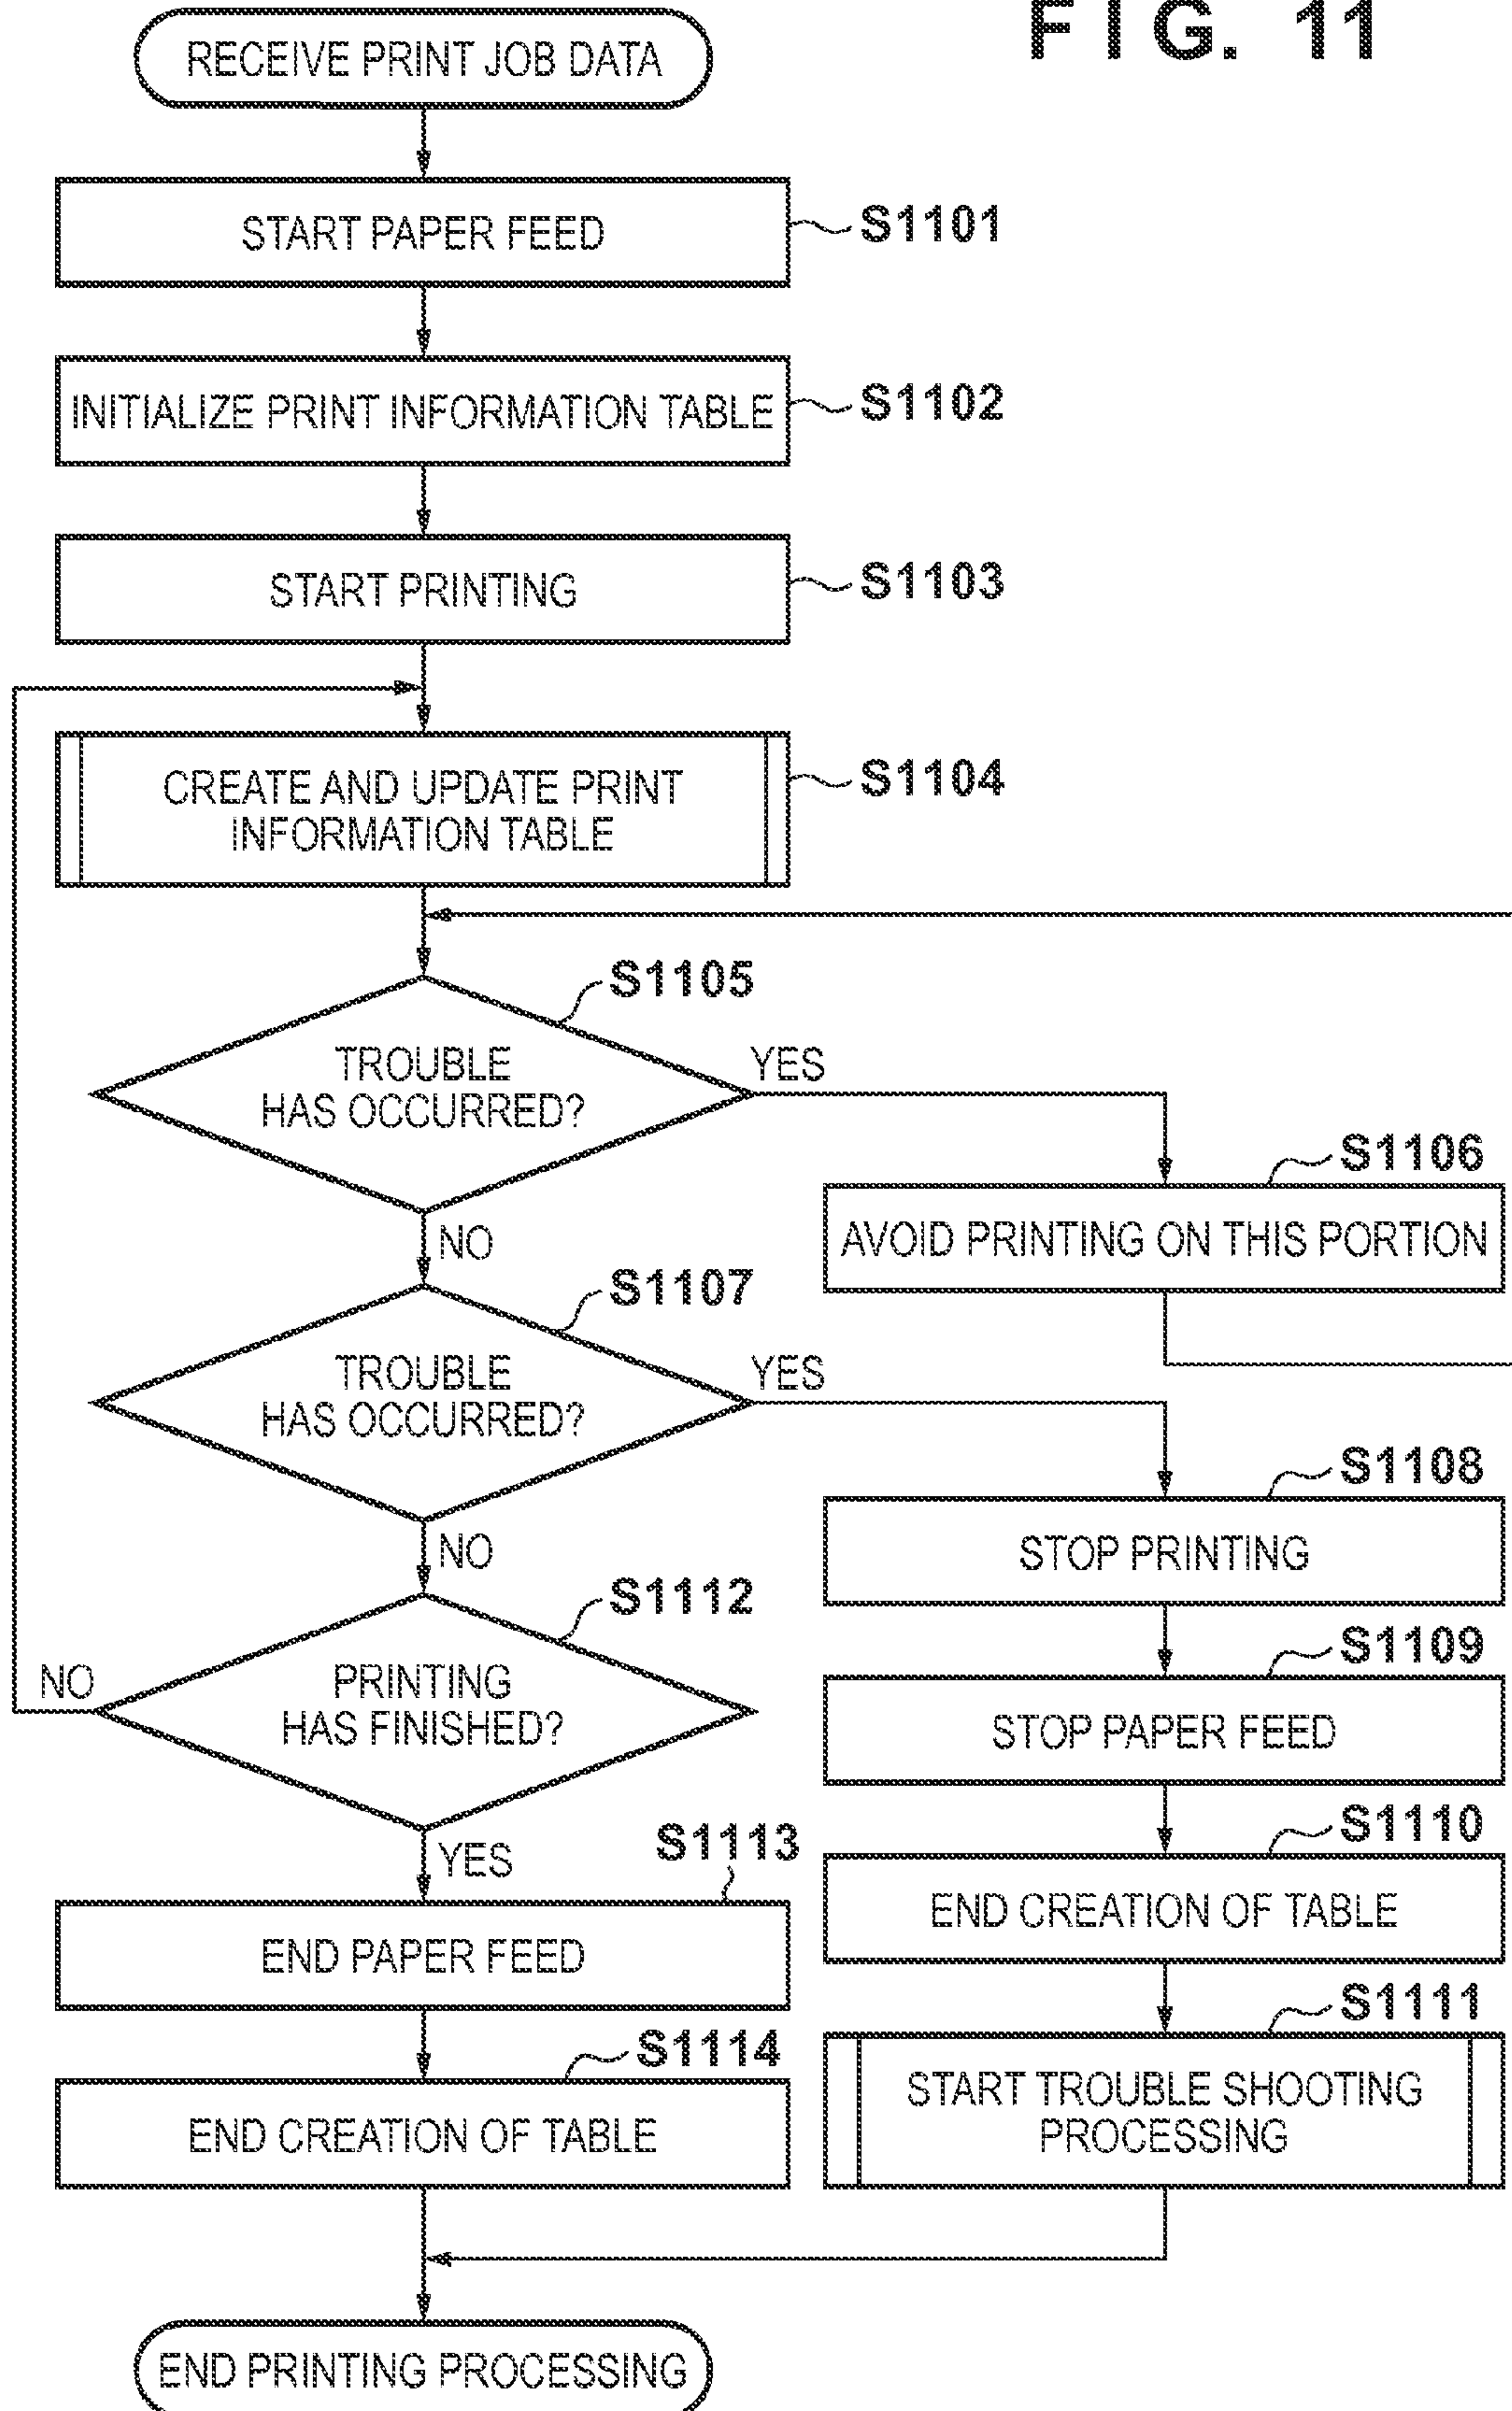 FIG. 11
RECEIVE PRINT JOB DATA
START PAPER FEED
S1101
INITIALIZE PRINT INFORMATION TABLE
S1102
START PRINTING
S1103
CREATE AND UPDATE PRINT
INFORMATION TABLE
S1104
S1105
TROUBLE
HAS OCCURRED?
YES
NO
S1106
AVOID PRINTING ON THIS PORTION
S1107
TROUBLE
HAS OCCURRED?
YES
NO
S1108
STOP PRINTING
S1109
STOP PAPER FEED
S1110
END CREATION OF TABLE
S1111
START TROUBLE SHOOTING
PROCESSING
S1112
PRINTING
HAS FINISHED?
NO
YES
S1113
END PAPER FEED
S1114
END CREATION OF TABLE
END PRINTING PROCESSING